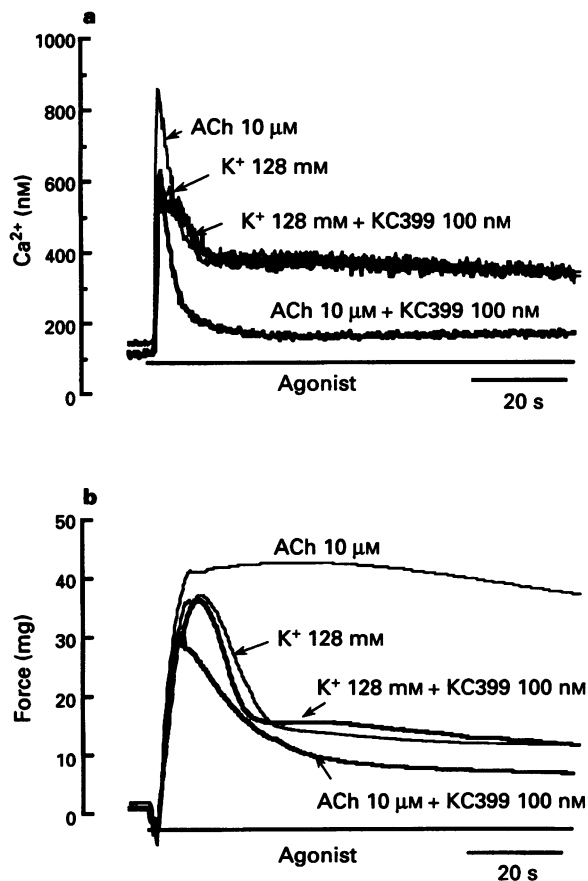 a
1000
800
600
400
200
0
Ca²⁺ (nM)
ACh 10 μM
K⁺ 128 mM
K⁺ 128 mM + KC399 100 nM
ACh 10 μM + KC399 100 nM
Agonist
20 s
b
50
40
30
20
10
0
Force (mg)
ACh 10 μM
K⁺ 128 mM
K⁺ 128 mM + KC399 100 nM
ACh 10 μM + KC399 100 nM
Agonist
20 s